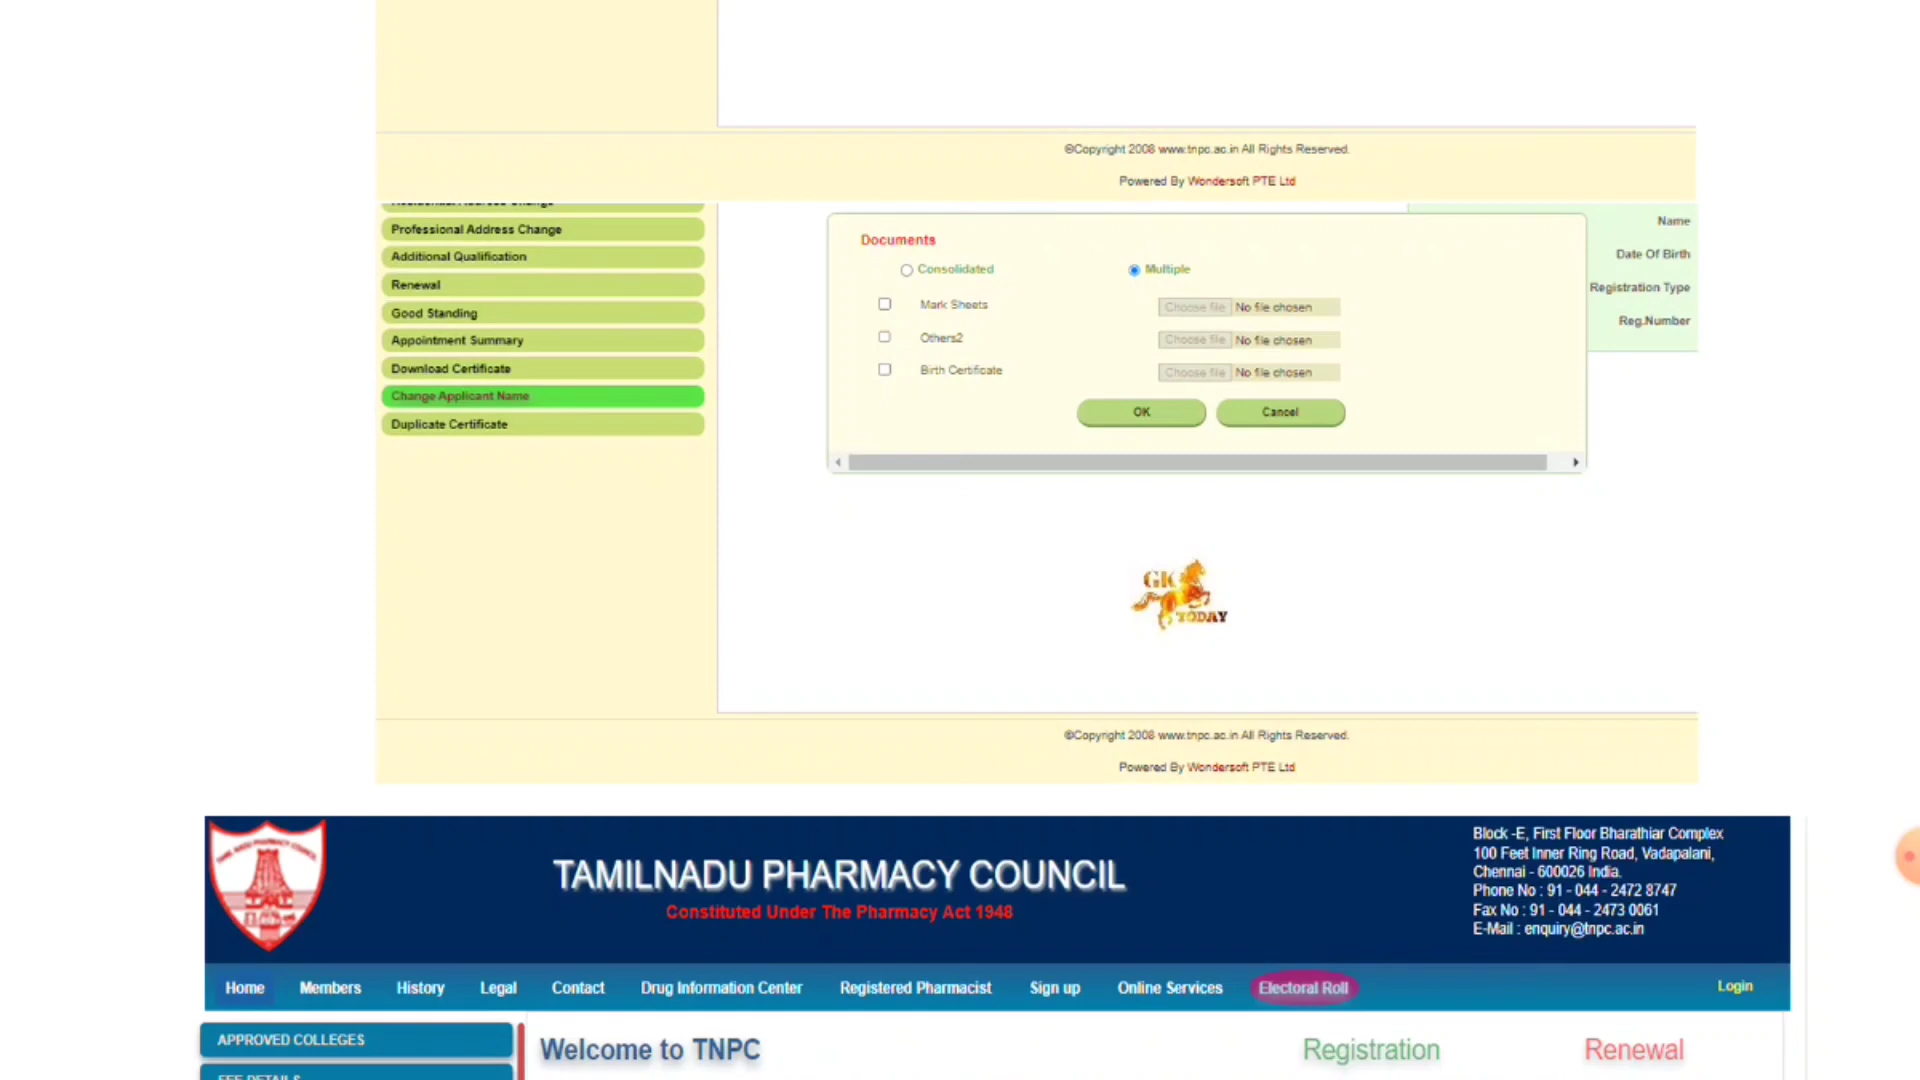 ©Copyright 2008 www.tnpc.ac.in All Rights Reserved.
Powered By Wondersoft PTE Ltd
Residential Address Change
Professional Address Change
Additional Qualification
Renewal
Good Standing
Appointment Summary
Download Certificate
Change Applicant Name
Duplicate Certificate
Documents
Consolidated
Multiple
Mark Sheets
Choose file No file chosen
Others2
Choose file No file chosen
Birth Certificate
Choose file No file chosen
OK
Cancel
Name
Date Of Birth
Registration Type
Reg.Number
GK
TODAY
©Copyright 2008 www.tnpc.ac.in All Rights Reserved.
Powered By Wondersoft PTE Ltd
TAMILNADU PHARMACY COUNCIL
Constituted Under The Pharmacy Act 1948
Block -E, First Floor Bharathiar Complex
100 Feet Inner Ring Road, Vadapalani,
Chennai - 600026 India.
Phone No : 91 - 044 - 2472 8747
Fax No : 91 - 044 - 2473 0061
E-Mail : enquiry@tnpc.ac.in
Home
Members
History
Legal
Contact
Drug Information Center
Registered Pharmacist
Sign up
Online Services
Electoral Roll
Login
APPROVED COLLEGES
FEE DETAILS
Welcome to TNPC
Registration
Renewal